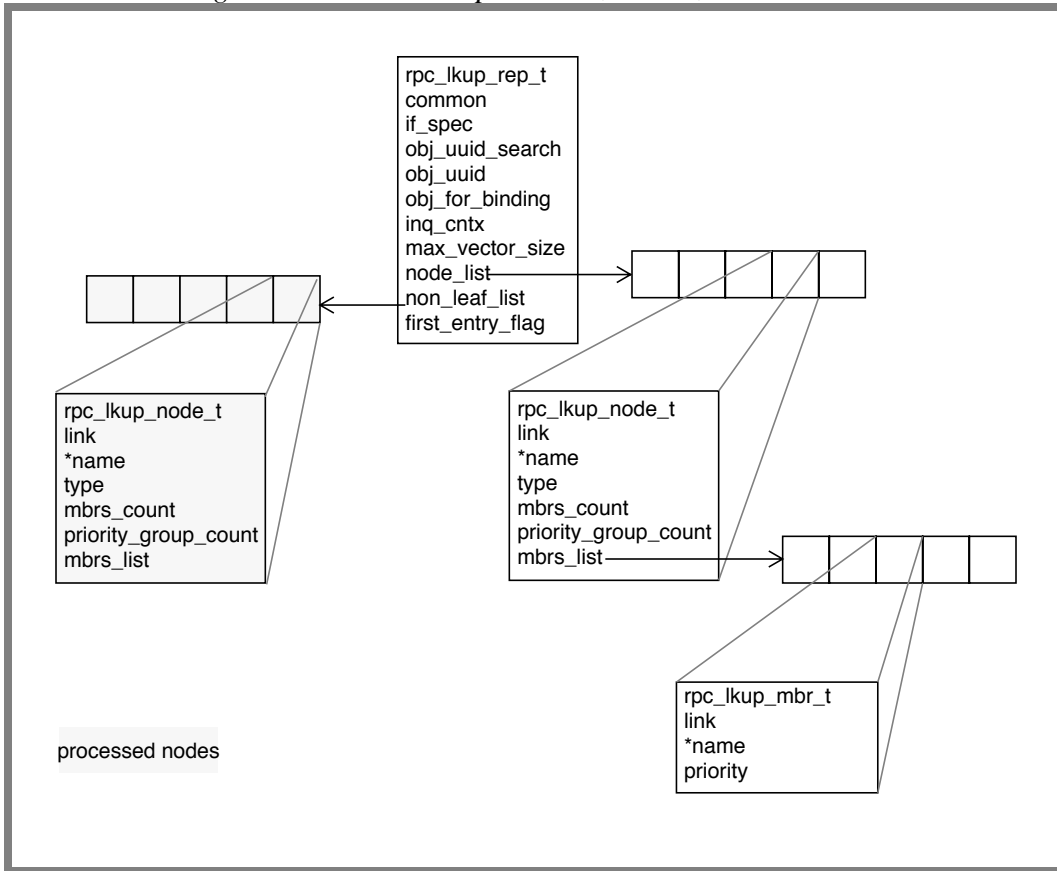 rpc_lkup_rep_t
common
if_spec
obj_uuid_search
obj_uuid
obj_for_binding
inq_cntx
max_vector_size
node_list
non_leaf_list
first_entry_flag
rpc_lkup_node_t
link
*name
type
mbrs_count
priority_group_count
mbrs_list
rpc_lkup_node_t
link
*name
type
mbrs_count
priority_group_count
mbrs_list
rpc_lkup_mbr_t
link
*name
priority
processed nodes